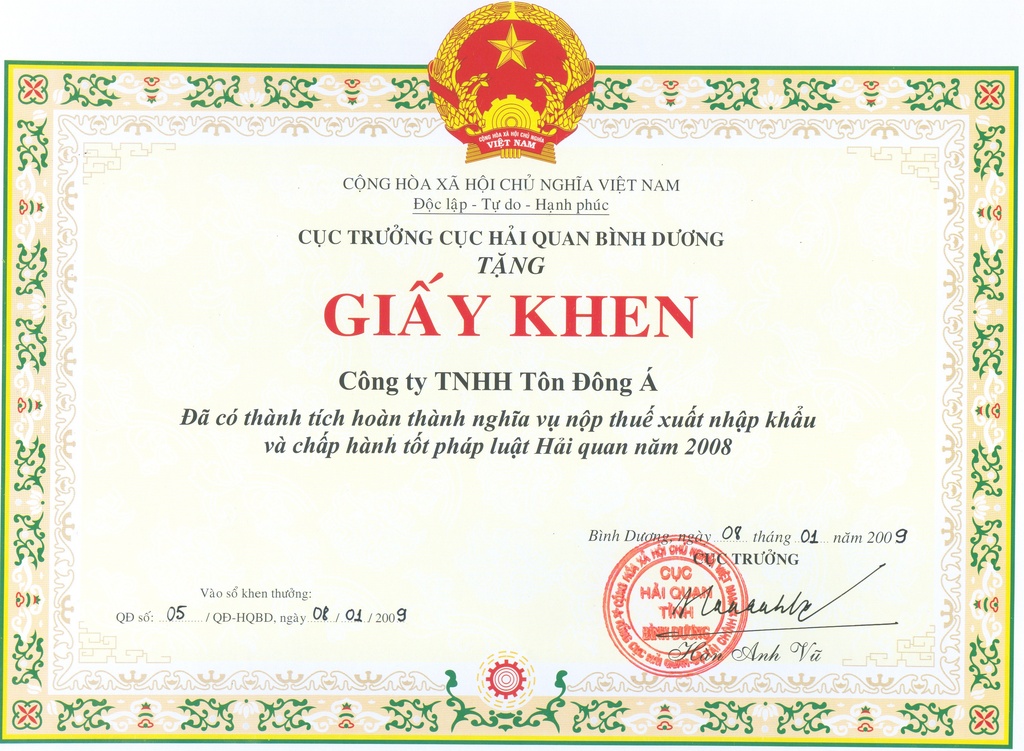 CỘNG HÒA XÃ HỘI CHỦ NGHĨA
VIỆT NAM
CỘNG HÒA XÃ HỘI CHỦ NGHĨA VIỆT NAM
Độc lập - Tự do - Hạnh phúc
CỤC TRƯỞNG CỤC HẢI QUAN BÌNH DƯƠNG
TẶNG
GIẤY KHEN
Công ty TNHH Tôn Đông Á
Đã có thành tích hoàn thành nghĩa vụ nộp thuế xuất nhập khẩu
và chấp hành tốt pháp luật Hải quan năm 2008
Bình Dương, ngày 08 tháng 01 năm 2009
CỤC TRƯỞNG
CỤC
HẢI QUAN
TỈNH
BÌNH DƯƠNG
Vào sổ khen thưởng:
QĐ số: 05 / QĐ-HQBD, ngày 08 / 01 / 2009
Hàn Anh Vũ